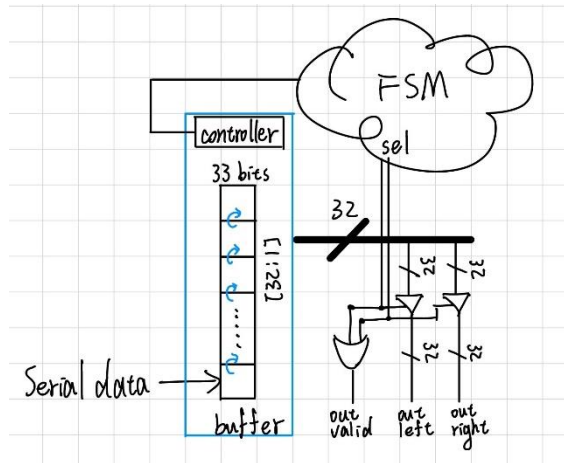 FSM
controller
sel
33 bits
32
[32:1]
32
32
Serial data
32
32
buffer
out valid
out left
out right